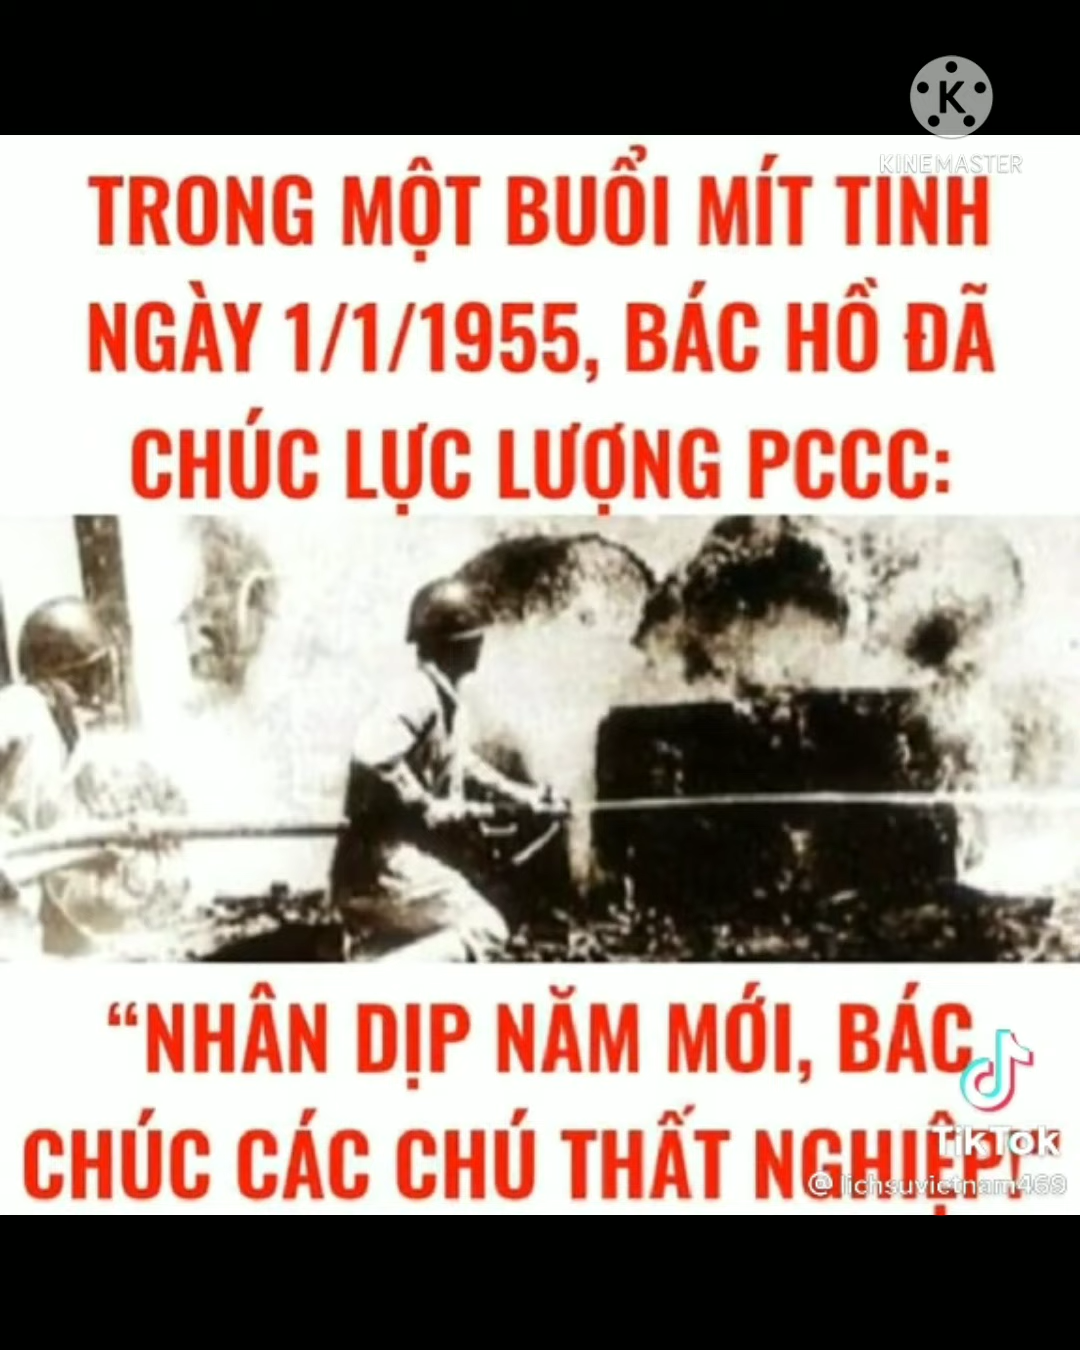 K
KINEMASTER
TRONG MỘT BUỔI MÍT TINH
NGÀY 1/1/1955, BÁC HỒ ĐÃ
CHÚC LỰC LƯỢNG PCCC:
“NHÂN DỊP NĂM MỚI, BÁC
CHÚC CÁC CHÚ THẤT NGHIỆP!
TikTok
@lichsuvietnam469